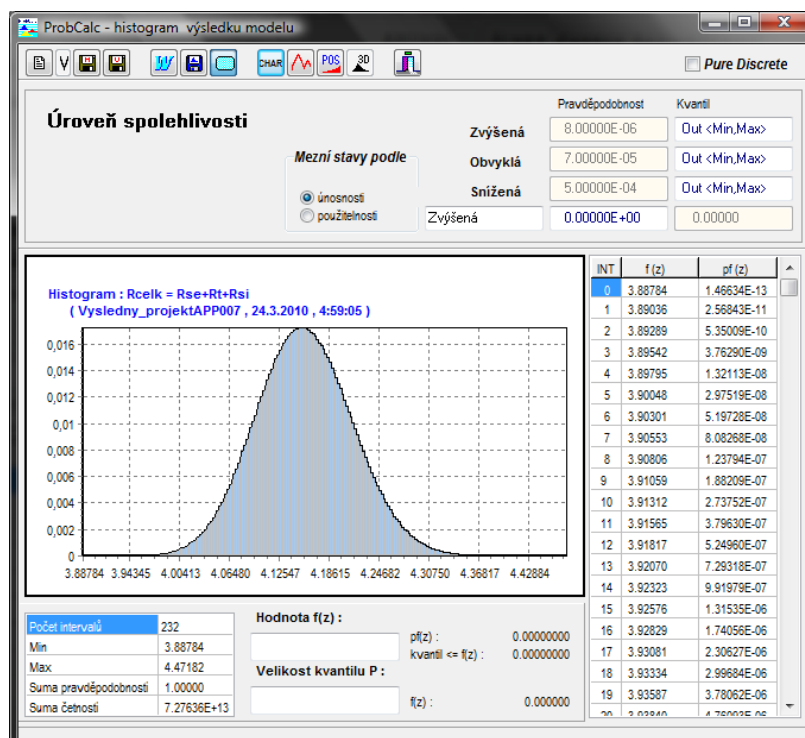 ProbCalc - histogram výsledku modelu
V CHAR POS 3D Pure Discrete
Úroveň spolehlivosti
Mezní stavy podle
únosnosti
použitelnosti
Pravděpodobnost Kvantil
Zvýšená 8.00000E-06 Out <Min,Max>
Obvyklá 7.00000E-05 Out <Min,Max>
Snížená 5.00000E-04 Out <Min,Max>
Zvýšená 0.00000E+00 0.00000
Histogram : Rcelk = Rse+Rt+Rsi
( Vysledny_projektAPP007 , 24.3.2010 , 4:59:05 )
0,016
0,014
0,012
0,01
0,008
0,006
0,004
0,002
0
3.88784 3.94345 4.00413 4.06480 4.12547 4.18615 4.24682 4.30750 4.36817 4.42884
INT f (z) pf (z)
0 3.88784 1.46634E-13
1 3.89036 2.56843E-11
2 3.89289 5.35009E-10
3 3.89542 3.76290E-09
4 3.89795 1.32113E-08
5 3.90048 2.97519E-08
6 3.90301 5.19728E-08
7 3.90553 8.08268E-08
8 3.90806 1.23794E-07
9 3.91059 1.88209E-07
10 3.91312 2.73752E-07
11 3.91565 3.79630E-07
12 3.91817 5.24960E-07
13 3.92070 7.29318E-07
14 3.92323 9.91979E-07
15 3.92576 1.31535E-06
16 3.92829 1.74056E-06
17 3.93081 2.30627E-06
18 3.93334 2.99684E-06
19 3.93587 3.78062E-06
Počet intervalů 232
Min 3.88784
Max 4.47182
Suma pravděpodobnosti 1.00000
Suma četnosti 7.27636E+13
Hodnota f(z) :
pf(z) : 0.00000000
kvantil <= f(z) : 0.00000000
Velikost kvantilu P :
f(z) : 0.000000